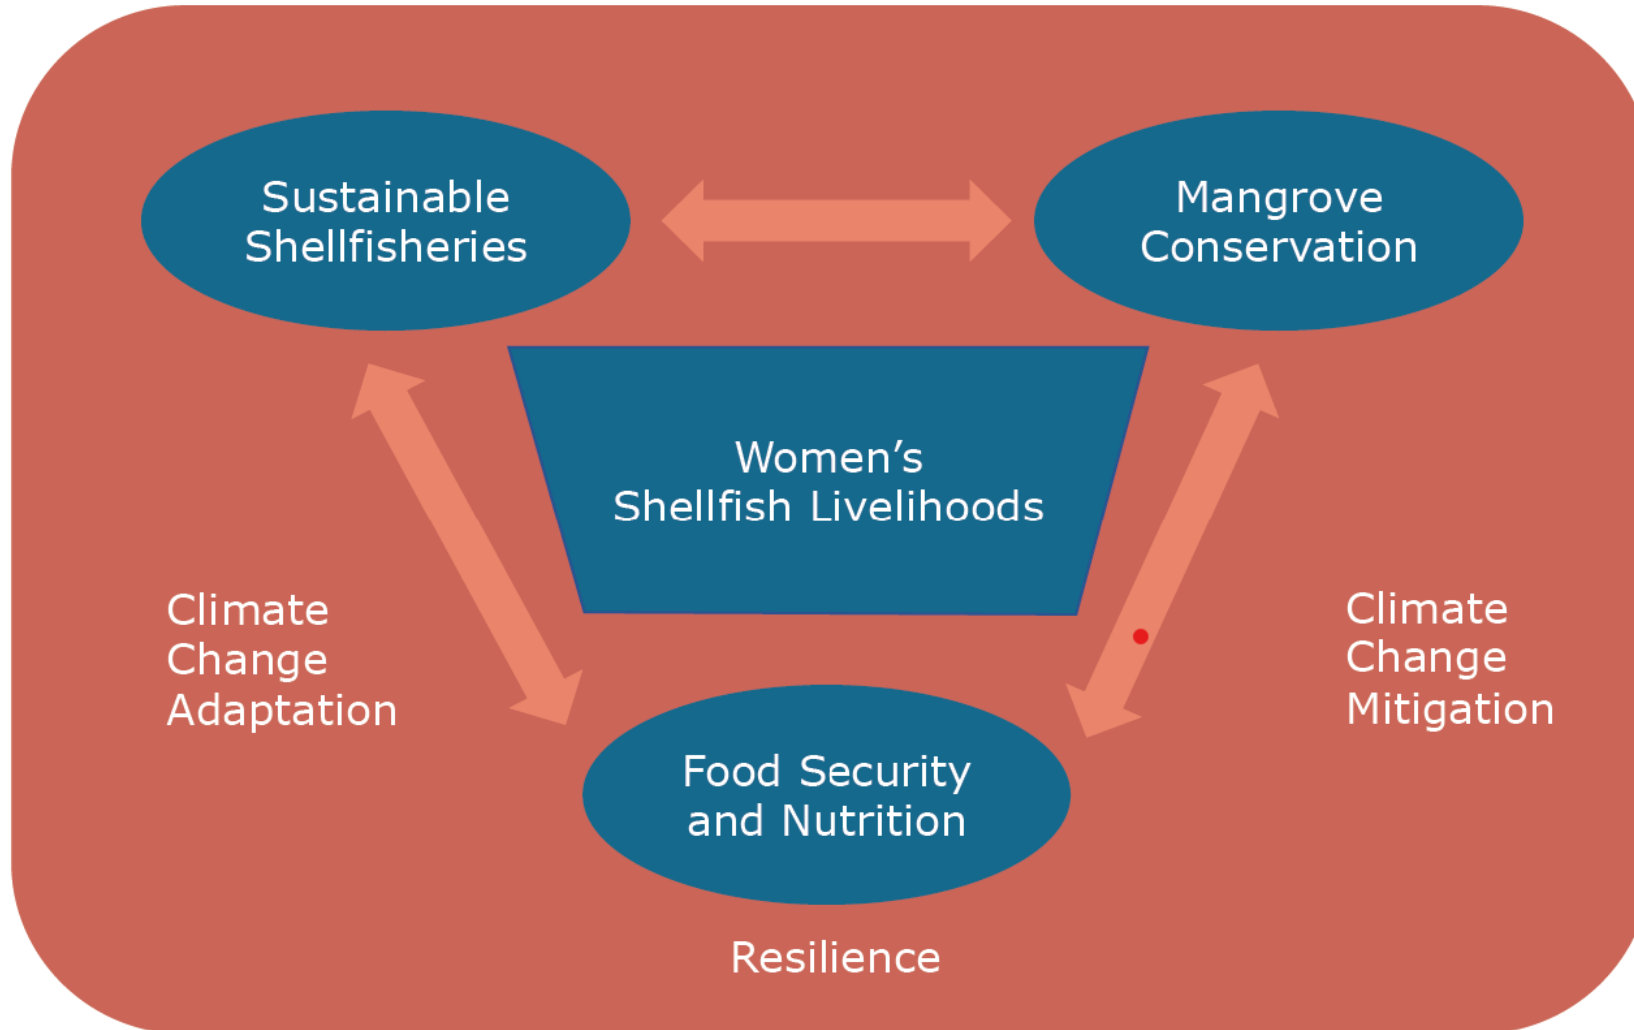 Sustainable
Shellfisheries
Mangrove
Conservation
Women’s
Shellfish Livelihoods
Climate
Change
Adaptation
Climate
Change
Mitigation
Food Security
and Nutrition
Resilience